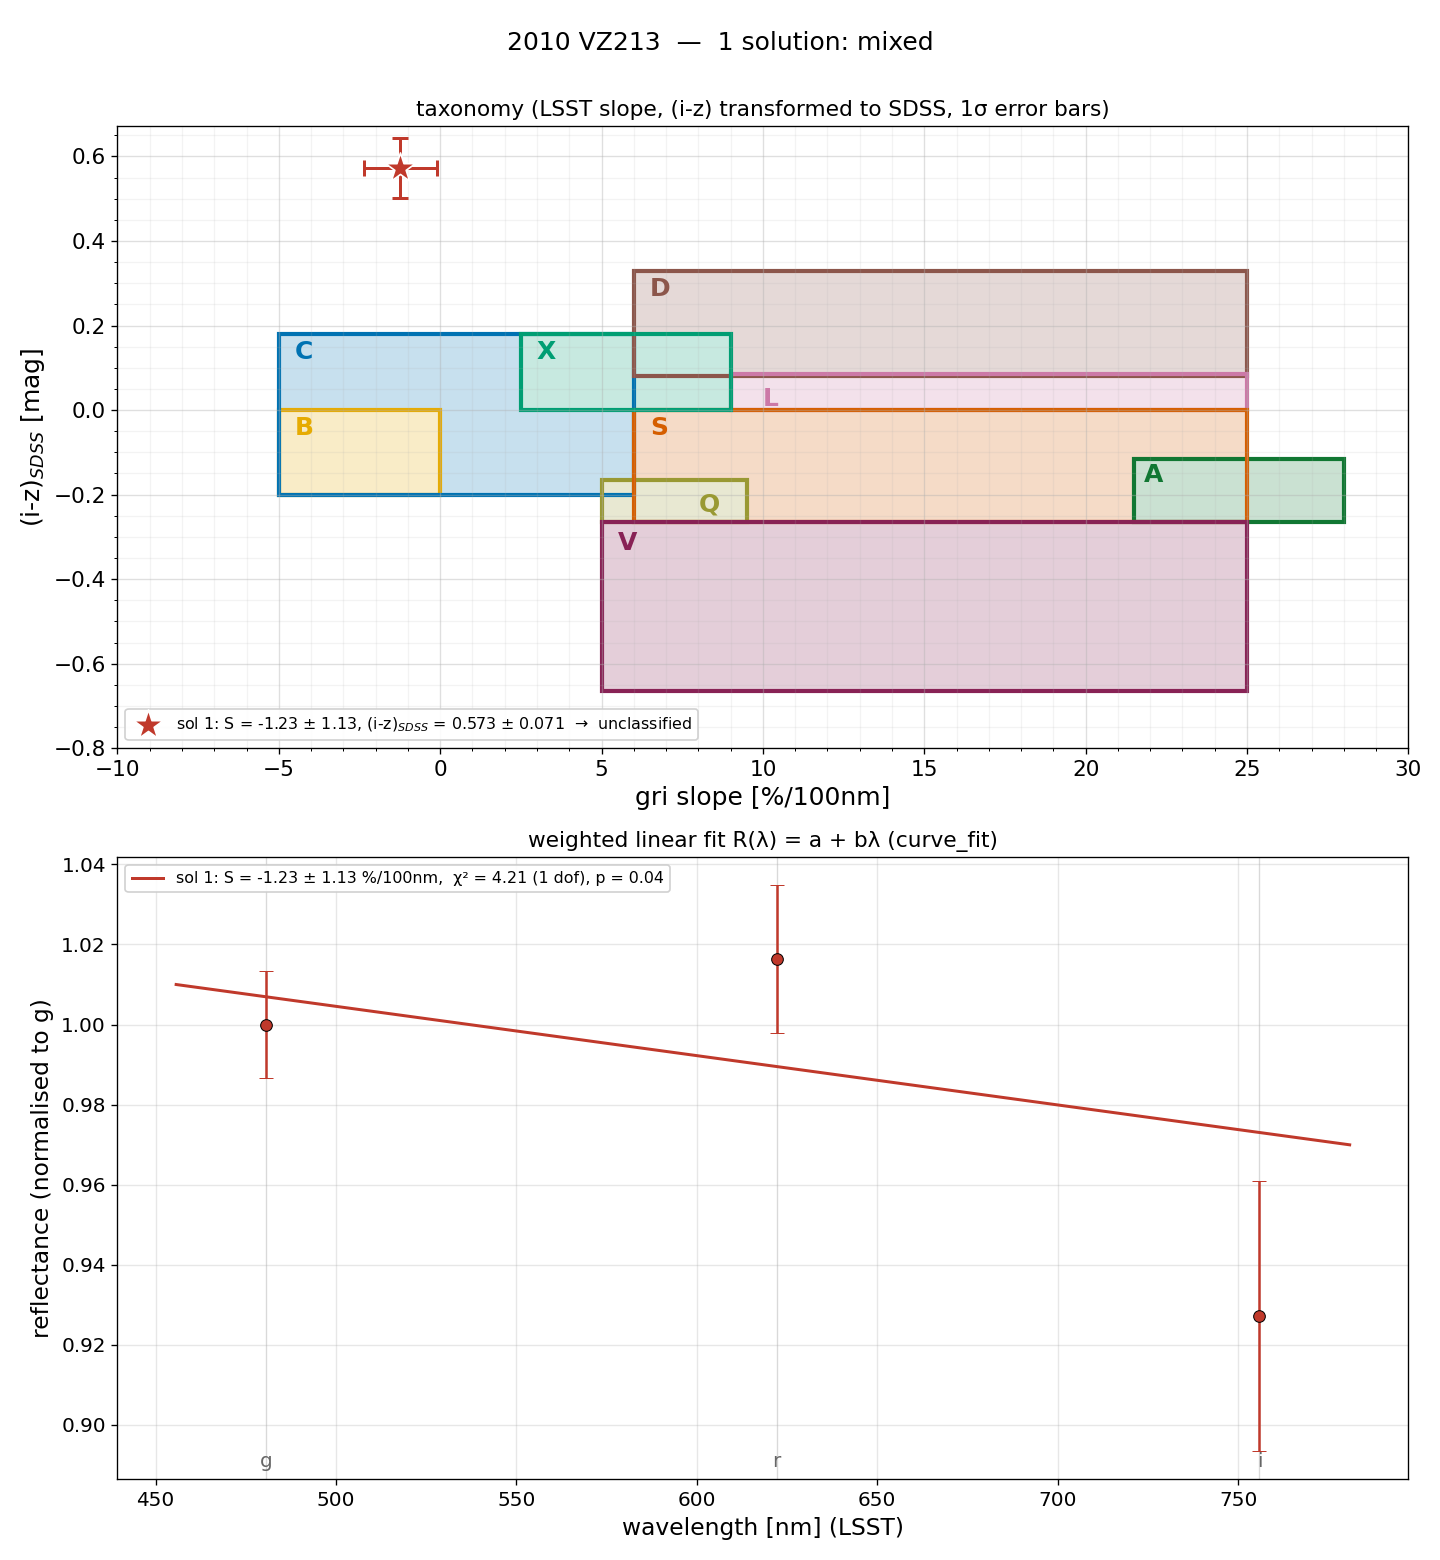 2010 VZ213 — 1 solution: mixed
taxonomy (LSST slope, (i-z) transformed to SDSS, 1σ error bars)
(i-z)SDSS [mag]
0.6
0.4
0.2
0.0
−0.2
−0.4
−0.6
−0.8
D
C
X
L
B
S
A
Q
V
sol 1: S = -1.23 ± 1.13, (i-z)SDSS = 0.573 ± 0.071 → unclassified
−10 −5 0 5 10 15 20 25 30
gri slope [%/100nm]
weighted linear fit R(λ) = a + bλ (curve_fit)
sol 1: S = -1.23 ± 1.13 %/100nm, χ² = 4.21 (1 dof), p = 0.04
reflectance (normalised to g)
1.04
1.02
1.00
0.98
0.96
0.94
0.92
0.90
g r i
450 500 550 600 650 700 750
wavelength [nm] (LSST)